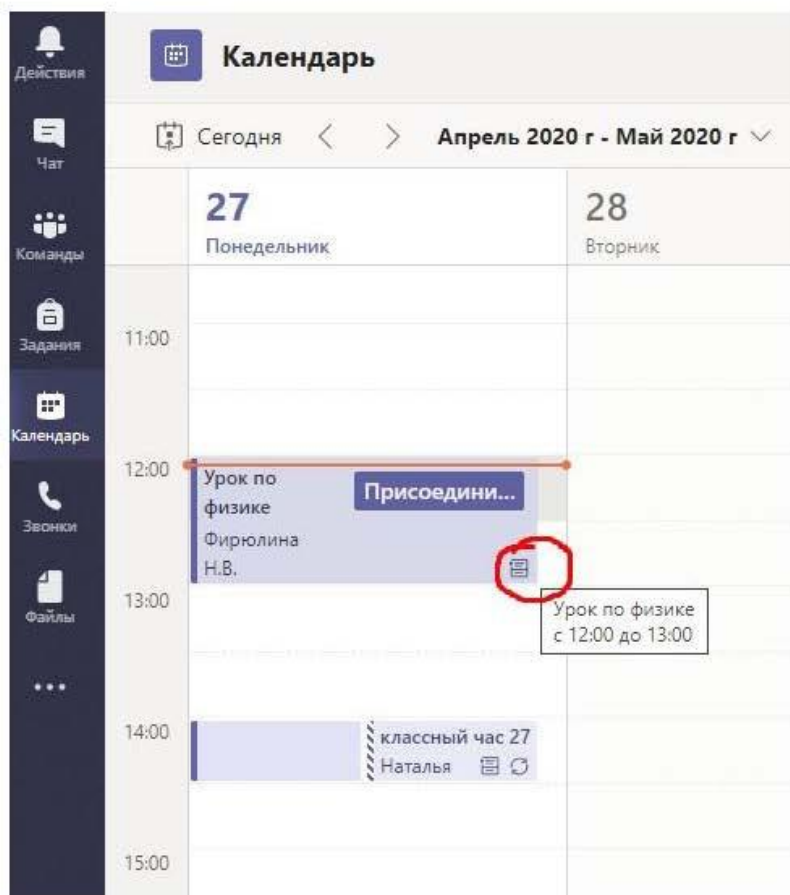 Действия
Чат
Команды
Задания
Календарь
Звонки
Файлы
Календарь
Сегодня
Апрель 2020 г - Май 2020 г
27
Понедельник
28
Вторник
11:00
12:00
Урок по
физике
Фирюлина
Н.В.
Присоедини...
13:00
Урок по физике
с 12:00 до 13:00
14:00
классный час 27
Наталья
15:00